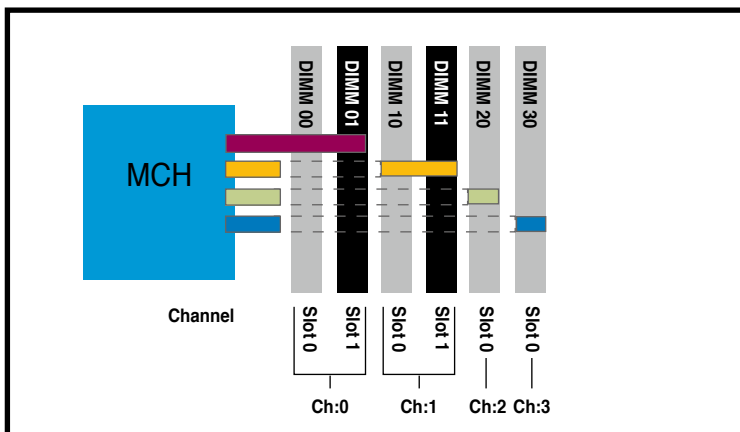 DIMM 00
DIMM 01
DIMM 10
DIMM 11
DIMM 20
DIMM 30
MCH
Channel
Slot 0
Slot 1
Slot 0
Slot 1
Slot 0
Slot 0
Ch:0
Ch:1
Ch:2
Ch:3